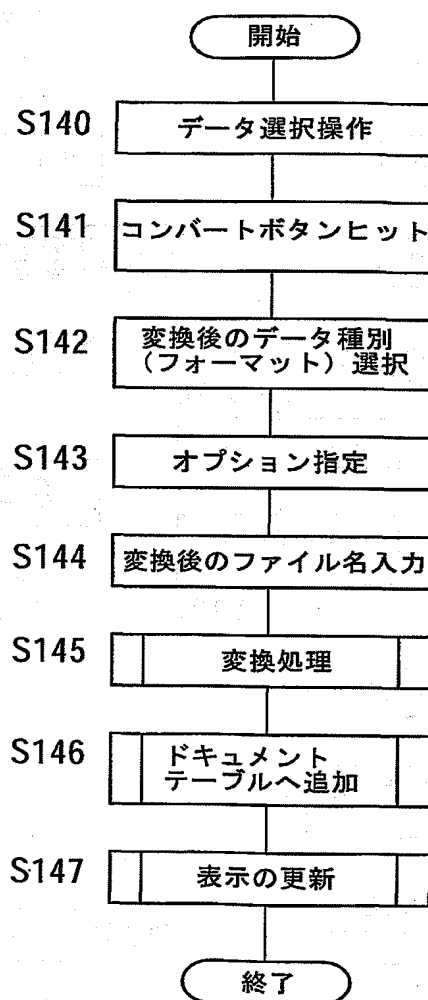 開始
S140 データ選択操作
S141 コンバートボタンヒット
S142 変換後のデータ種別
(フォーマット)選択
S143 オプション指定
S144 変換後のファイル名入力
S145 変換処理
S146 ドキュメント
テーブルへ追加
S147 表示の更新
終了